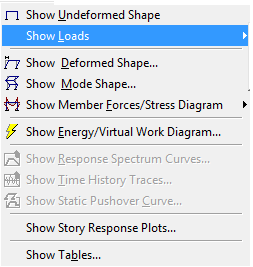 Show Undeformed Shape
Show Loads
Show Deformed Shape...
Show Mode Shape...
Show Member Forces/Stress Diagram
Show Energy/Virtual Work Diagram...
Show Response Spectrum Curves...
Show Time History Traces...
Show Static Pushover Curve...
Show Story Response Plots...
Show Tables...